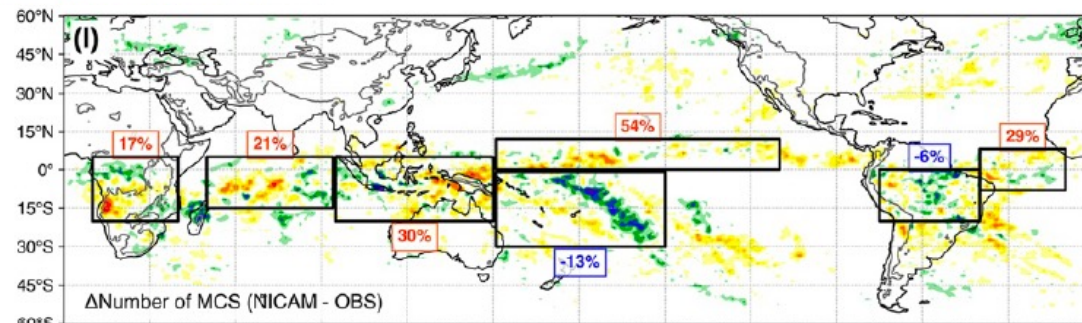 60°N
(l)
45°N
30°N
15°N
0°
15°S
30°S
45°S
60°S
17%
21%
30%
54%
-13%
-6%
29%
ΔNumber of MCS (NICAM - OBS)